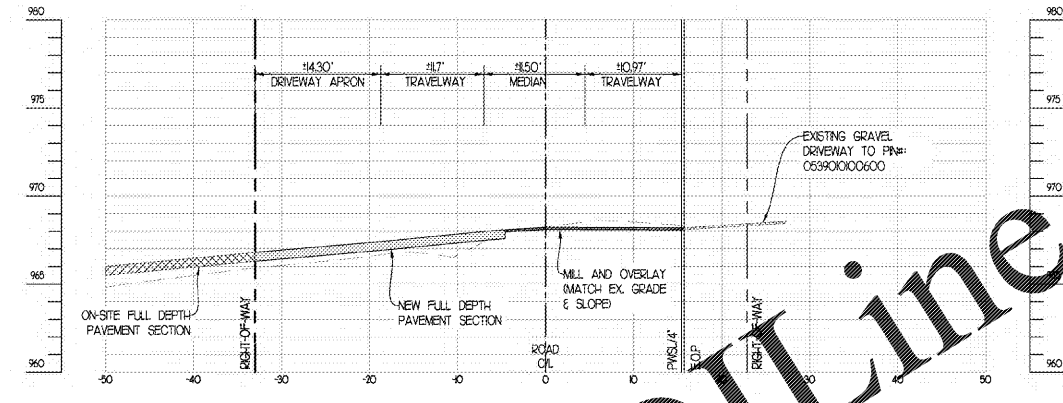 980
980
±14.30'
±11.7'
±11.50'
±10.97'
DRIVEWAY APRON
TRAVELWAY
MEDIAN
TRAVELWAY
975
975
EXISTING GRAVEL
DRIVEWAY TO PIN#:
0539010100600
970
970
MILL AND OVERLAY
(MATCH EX. GRADE
& SLOPE)
965
965
ON-SITE FULL DEPTH
PAVEMENT SECTION
NEW FULL DEPTH
PAVEMENT SECTION
RIGHT-OF-WAY
ROAD
C/L
PWSL/4"
E.O.P.
RIGHT-OF-WAY
960
960
-50
-40
-30
-20
-10
0
10
20
30
40
50
Line